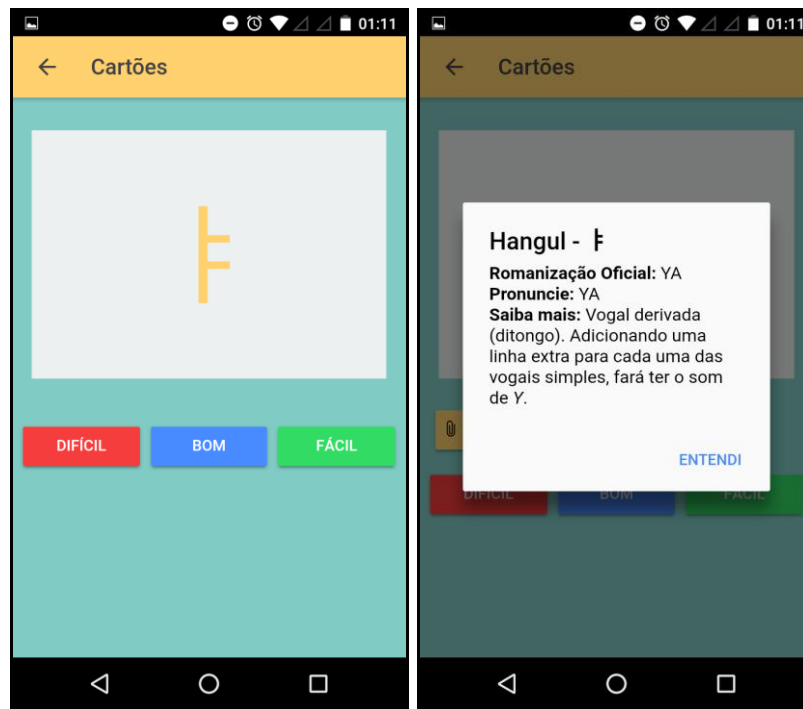 01:11
Cartões
ㅑ
DIFÍCIL BOM FÁCIL
01:11
Cartões
Hangul - ㅑ
Romanização Oficial: YA
Pronuncie: YA
Saiba mais: Vogal derivada
(ditongo). Adicionando uma
linha extra para cada uma das
vogais simples, fará ter o som
de Y.
ENTENDI
DIFÍCIL BOM FÁCIL